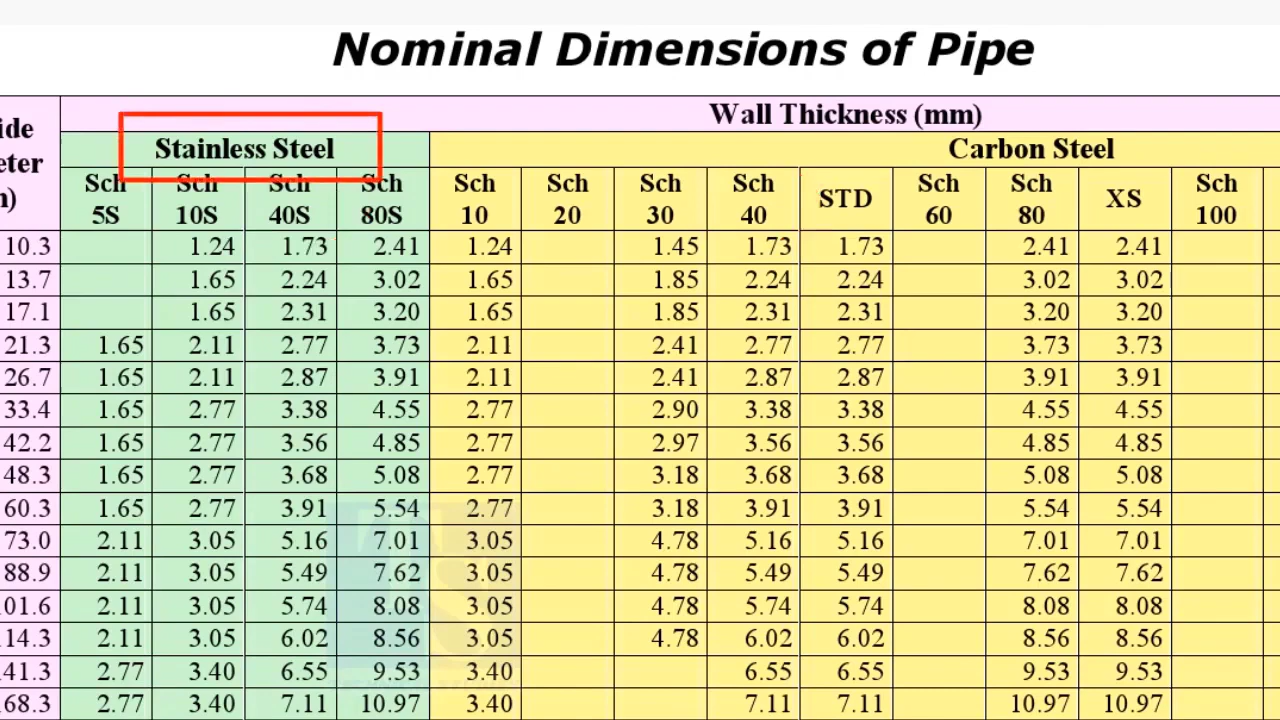 Nominal Dimensions of Pipe
Wall Thickness (mm)
Stainless Steel Carbon Steel
Sch 5S Sch 10S Sch 40S Sch 80S Sch 10 Sch 20 Sch 30 Sch 40 STD Sch 60 Sch 80 XS Sch 100
10.3 1.24 1.73 2.41 1.24 1.45 1.73 1.73 2.41 2.41
13.7 1.65 2.24 3.02 1.65 1.85 2.24 2.24 3.02 3.02
17.1 1.65 2.31 3.20 1.65 1.85 2.31 2.31 3.20 3.20
21.3 1.65 2.11 2.77 3.73 2.11 2.41 2.77 2.77 3.73 3.73
26.7 1.65 2.11 2.87 3.91 2.11 2.41 2.87 2.87 3.91 3.91
33.4 1.65 2.77 3.38 4.55 2.77 2.90 3.38 3.38 4.55 4.55
42.2 1.65 2.77 3.56 4.85 2.77 2.97 3.56 3.56 4.85 4.85
48.3 1.65 2.77 3.68 5.08 2.77 3.18 3.68 3.68 5.08 5.08
60.3 1.65 2.77 3.91 5.54 2.77 3.18 3.91 3.91 5.54 5.54
73.0 2.11 3.05 5.16 7.01 3.05 4.78 5.16 5.16 7.01 7.01
88.9 2.11 3.05 5.49 7.62 3.05 4.78 5.49 5.49 7.62 7.62
01.6 2.11 3.05 5.74 8.08 3.05 4.78 5.74 5.74 8.08 8.08
14.3 2.11 3.05 6.02 8.56 3.05 4.78 6.02 6.02 8.56 8.56
41.3 2.77 3.40 6.55 9.53 3.40 6.55 6.55 9.53 9.53
68.3 2.77 3.40 7.11 10.97 3.40 7.11 7.11 10.97 10.97